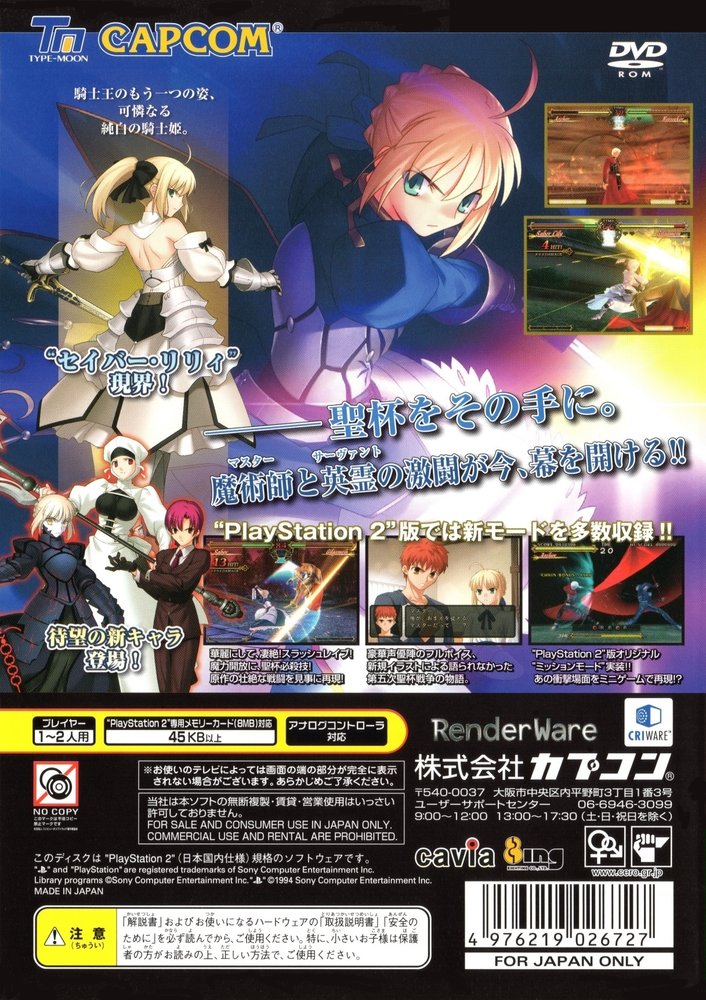 TM
TYPE-MOON
CAPCOM®
DVD
ROM
騎士王のもう一つの姿、
可憐なる
純白の騎士姫。
Archer
Saber Lily
4 HIT!
“セイバー・リリィ”
現界！
――聖杯をその手に。
マスター サーヴァント
魔術師と英霊の激闘が今、幕を開ける!!
“PlayStation 2”版では新モードを多数収録!!
Saber
13 HIT!
20
待望の新キャラ
登場！
華麗にして、凄絶！スラッシュレイブ！
魔力開放に、聖杯必殺技！
原作の壮絶な戦闘を見事に再現！
豪華声優陣のフルボイス、
新規イラストによる語られなかった
第五次聖杯戦争の物語。
“PlayStation 2”版オリジナル
“ミッションモード”実装!!
あの衝撃場面をミニゲームで再現!?
プレイヤー
1～2人用
“PlayStation 2”専用メモリーカード(8MB)対応
45KB以上
アナログコントローラ
対応
RenderWare
CRIWARE™
NO COPY
※お使いのテレビによっては画面の端の部分が完全に表示
されない場合がございます。あらかじめご了承ください。
当社は本ソフトの無断複製・賃貸・営業使用はいっさい
許可しておりません。
FOR SALE AND CONSUMER USE IN JAPAN ONLY.
COMMERCIAL USE AND RENTAL ARE PROHIBITED.
株式会社カプコン®
〒540-0037 大阪市中央区内平野町3丁目1番3号
ユーザーサポートセンター 06-6946-3099
9:00～12:00 13:00～17:30 (土・日・祝日を除く)
このディスクは “PlayStation 2” (日本国内仕様) 規格のソフトウェアです。
and “PlayStation” are registered trademarks of Sony Computer Entertainment Inc.
Library programs ©Sony Computer Entertainment Inc. ©1994 Sony Computer Entertainment Inc.
MADE IN JAPAN
cavia
8ing
www.cero.gr.jp
注意
(ちゅうい)
「解説書」およびお使いになるハードウェアの「取扱説明書」「安全の
ために」を必ず読んでから、ご使用ください。特に、小さいお子様は保護
者の方がお読みの上、正しい方法で、ご使用ください。
4 976219 026727
FOR JAPAN ONLY